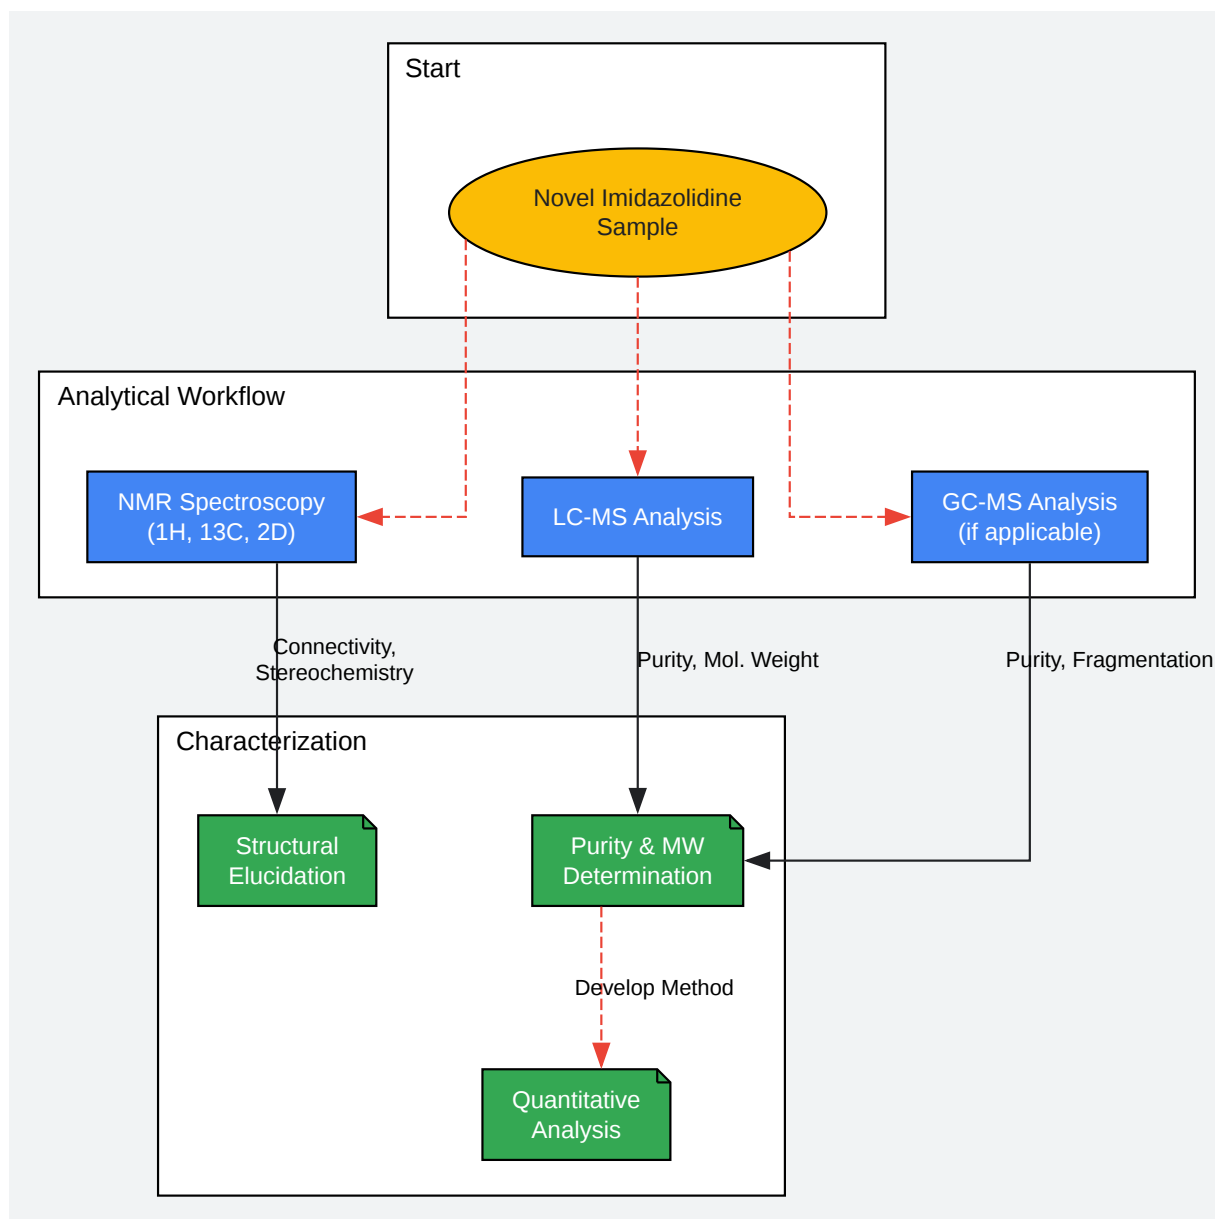 Start
Novel Imidazolidine
Sample
Analytical Workflow
NMR Spectroscopy
(1H, 13C, 2D)
LC-MS Analysis
GC-MS Analysis
(if applicable)
Connectivity,
Stereochemistry
Purity, Mol. Weight
Purity, Fragmentation
Characterization
Structural
Elucidation
Purity & MW
Determination
Develop Method
Quantitative
Analysis